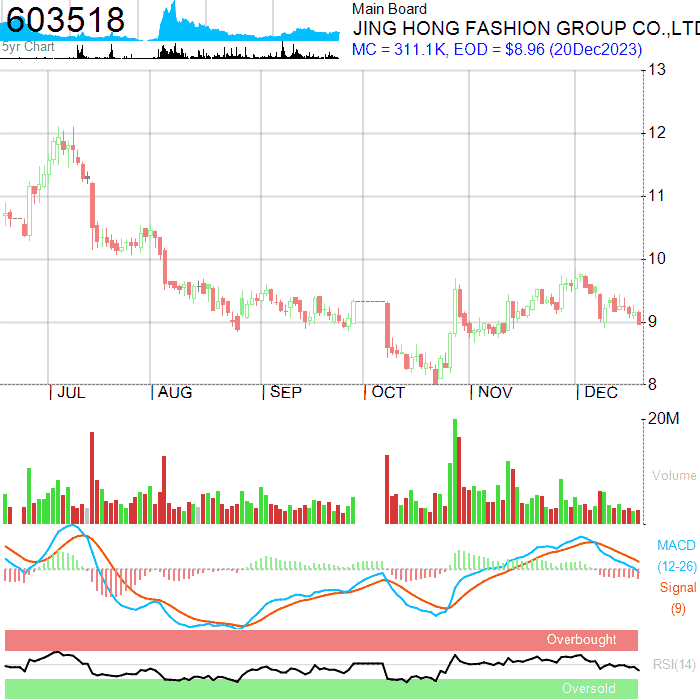 603518
5yr Chart
Main Board
JING HONG FASHION GROUP CO.,LTD
MC = 311.1K, EOD = $8.96 (20Dec2023)
13
12
11
10
9
8
JUL AUG SEP OCT NOV DEC
20M
Volume
MACD
(12-26)
Signal
(9)
Overbought
RSI(14)
Oversold